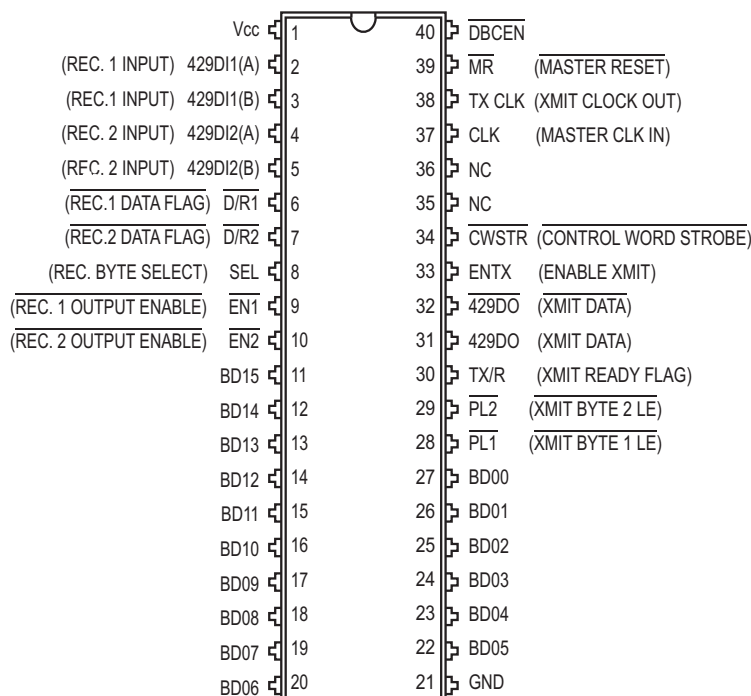 Vcc 1 40 DBCEN
(REC. 1 INPUT) 429DI1(A) 2 39 MR (MASTER RESET)
(REC.1 INPUT) 429DI1(B) 3 38 TX CLK (XMIT CLOCK OUT)
(REC. 2 INPUT) 429DI2(A) 4 37 CLK (MASTER CLK IN)
(REC. 2 INPUT) 429DI2(B) 5 36 NC
(REC.1 DATA FLAG) D/R1 6 35 NC
(REC.2 DATA FLAG) D/R2 7 34 CWSTR (CONTROL WORD STROBE)
(REC. BYTE SELECT) SEL 8 33 ENTX (ENABLE XMIT)
(REC. 1 OUTPUT ENABLE) EN1 9 32 429DO (XMIT DATA)
(REC. 2 OUTPUT ENABLE) EN2 10 31 429DO (XMIT DATA)
BD15 11 30 TX/R (XMIT READY FLAG)
BD14 12 29 PL2 (XMIT BYTE 2 LE)
BD13 13 28 PL1 (XMIT BYTE 1 LE)
BD12 14 27 BD00
BD11 15 26 BD01
BD10 16 25 BD02
BD09 17 24 BD03
BD08 18 23 BD04
BD07 19 22 BD05
BD06 20 21 GND